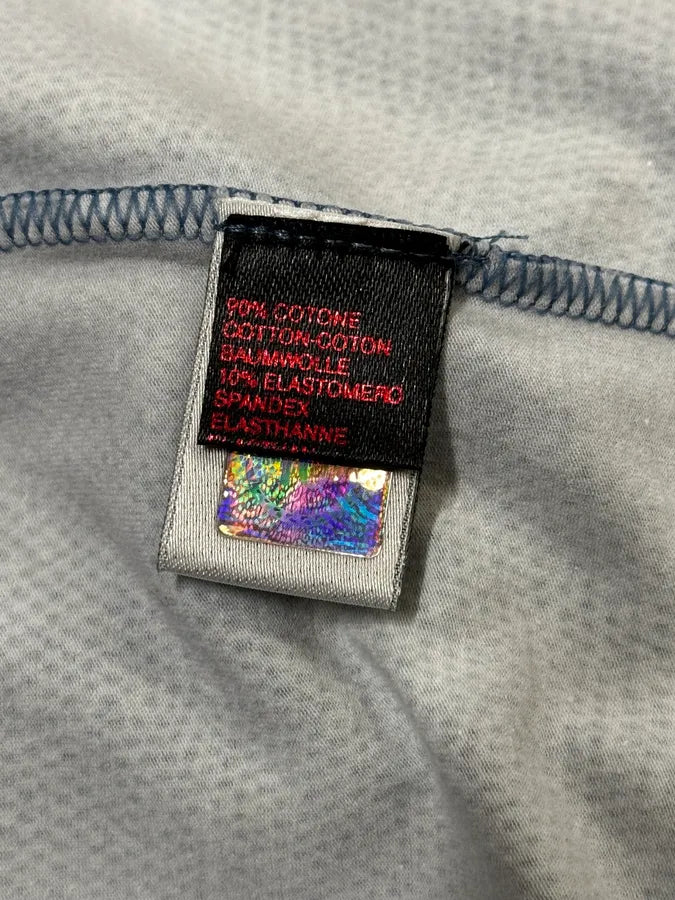 90% COTONE
COTTON-COTON
BAUMWOLLE
10% ELASTOMERO
SPANDEX
ELASTHANNE